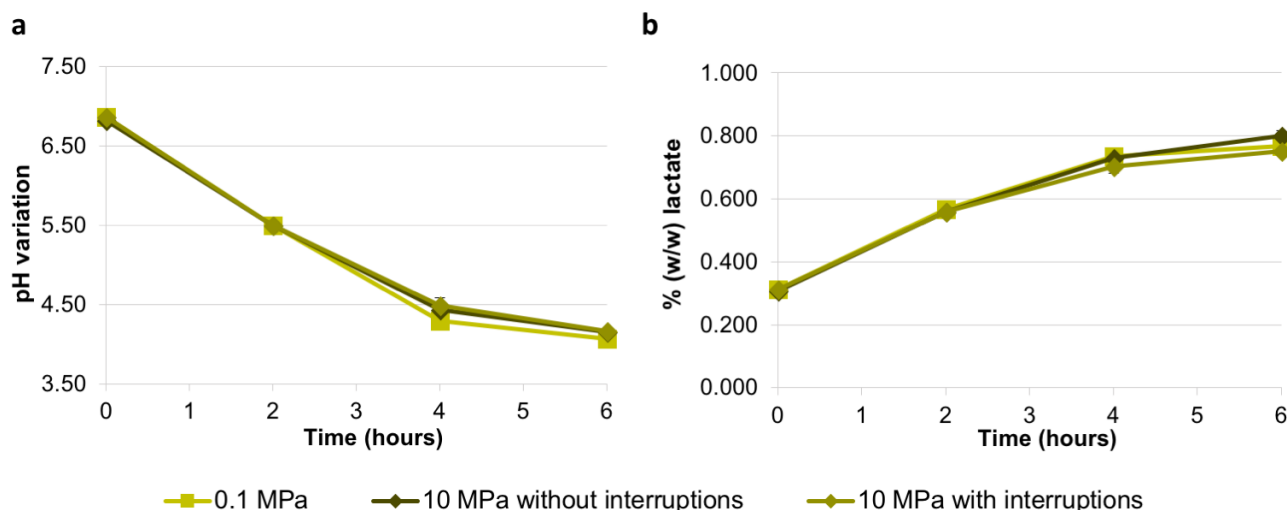 a
pH variation
7.50
6.50
5.50
4.50
3.50
0 1 2 3 4 5 6
Time (hours)
b
% (w/w) lactate
1.000
0.800
0.600
0.400
0.200
0.000
0 1 2 3 4 5 6
Time (hours)
0.1 MPa 10 MPa without interruptions 10 MPa with interruptions